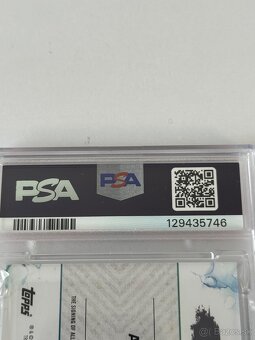 PSA PSA
129435746
topps
THE SIGNING OF ALL